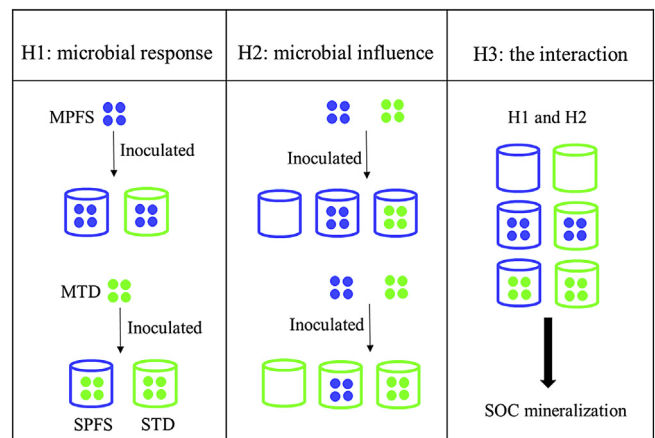 H1: microbial response
H2: microbial influence
H3: the interaction
MPFS
Inoculated
MTD
Inoculated
SPFS
STD
Inoculated
Inoculated
H1 and H2
SOC mineralization